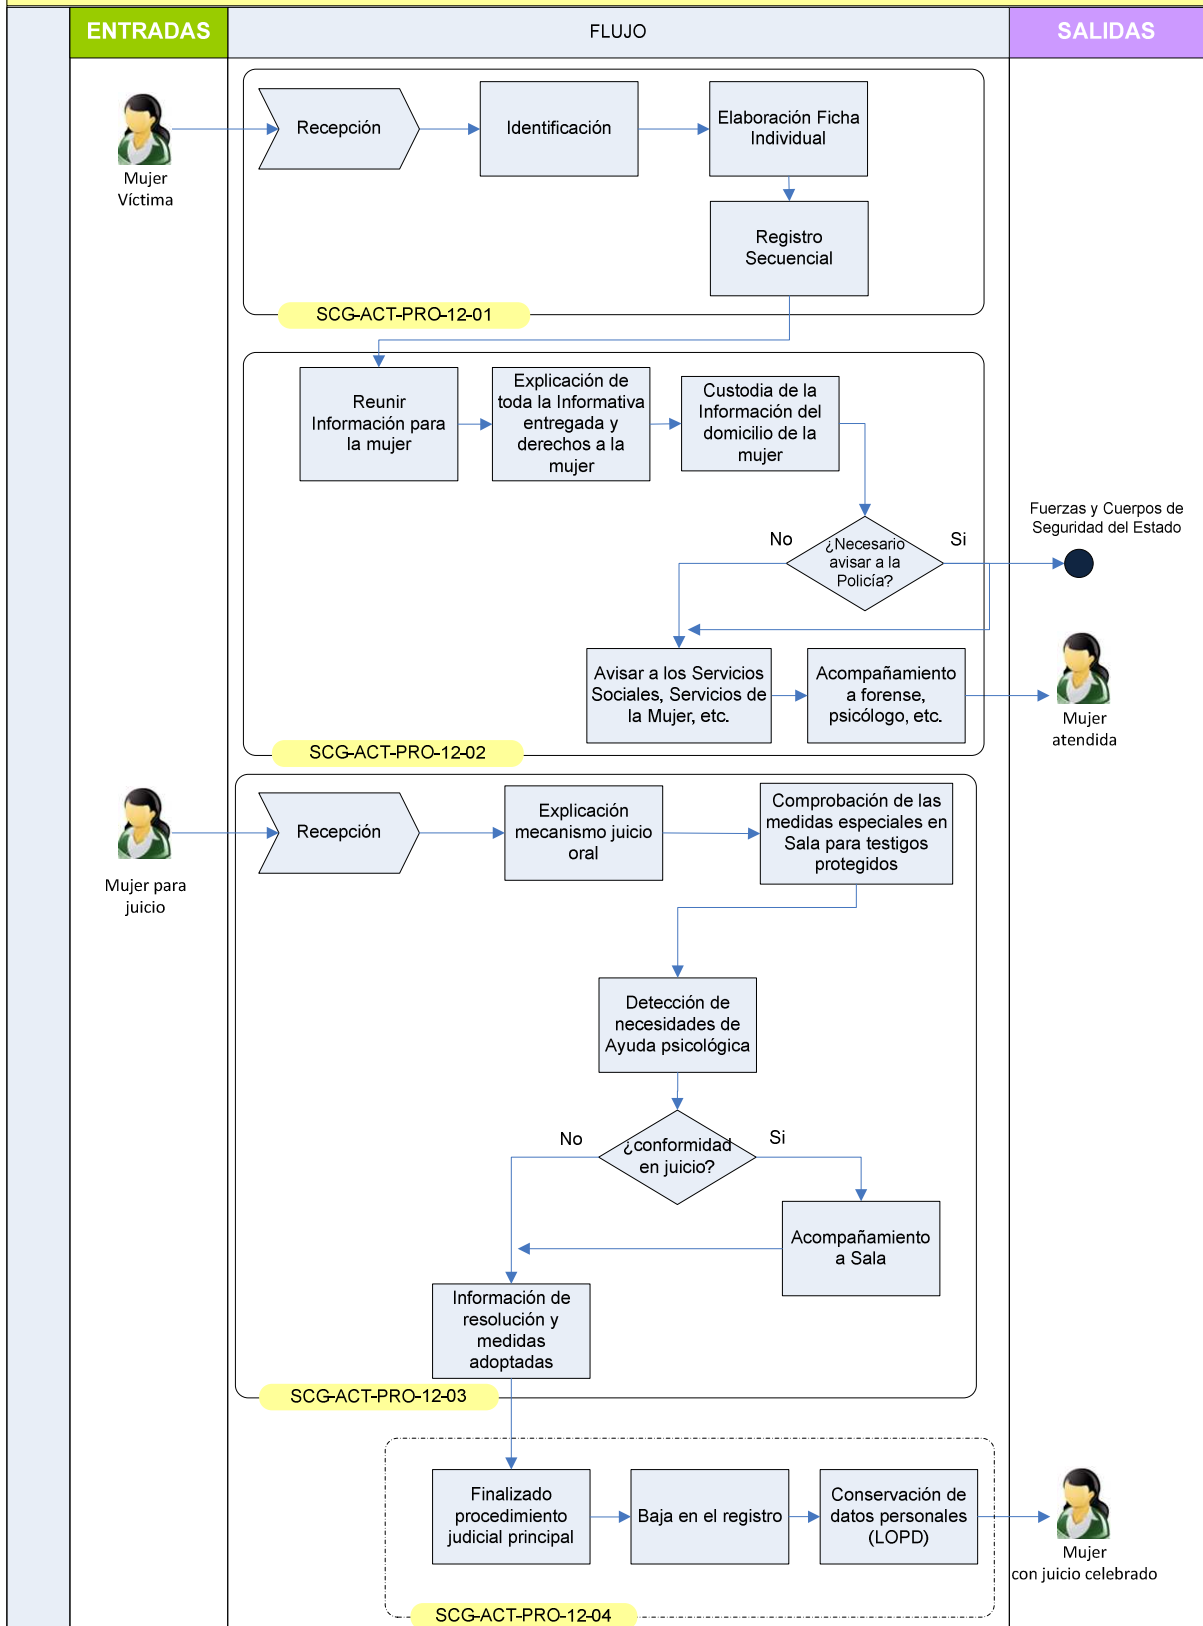 ENTRADAS
FLUJO
SALIDAS
Mujer
Víctima
Recepción
Identificación
Elaboración Ficha
Individual
Registro
Secuencial
SCG-ACT-PRO-12-01
Reunir
Información para
la mujer
Explicación de
toda la Informativa
entregada y
derechos a la
mujer
Custodia de la
Información del
domicilio de la
mujer
No
¿Necesario
avisar a la
Policía?
Si
Fuerzas y Cuerpos de
Seguridad del Estado
Avisar a los Servicios
Sociales, Servicios de
la Mujer, etc.
Acompañamiento
a forense,
psicólogo, etc.
Mujer
atendida
SCG-ACT-PRO-12-02
Mujer para
juicio
Recepción
Explicación
mecanismo juicio
oral
Comprobación de las
medidas especiales en
Sala para testigos
protegidos
Detección de
necesidades de
Ayuda psicológica
No
¿conformidad
en juicio?
Si
Acompañamiento
a Sala
Información de
resolución y
medidas
adoptadas
SCG-ACT-PRO-12-03
Finalizado
procedimiento
judicial principal
Baja en el registro
Conservación de
datos personales
(LOPD)
Mujer
con juicio celebrado
SCG-ACT-PRO-12-04